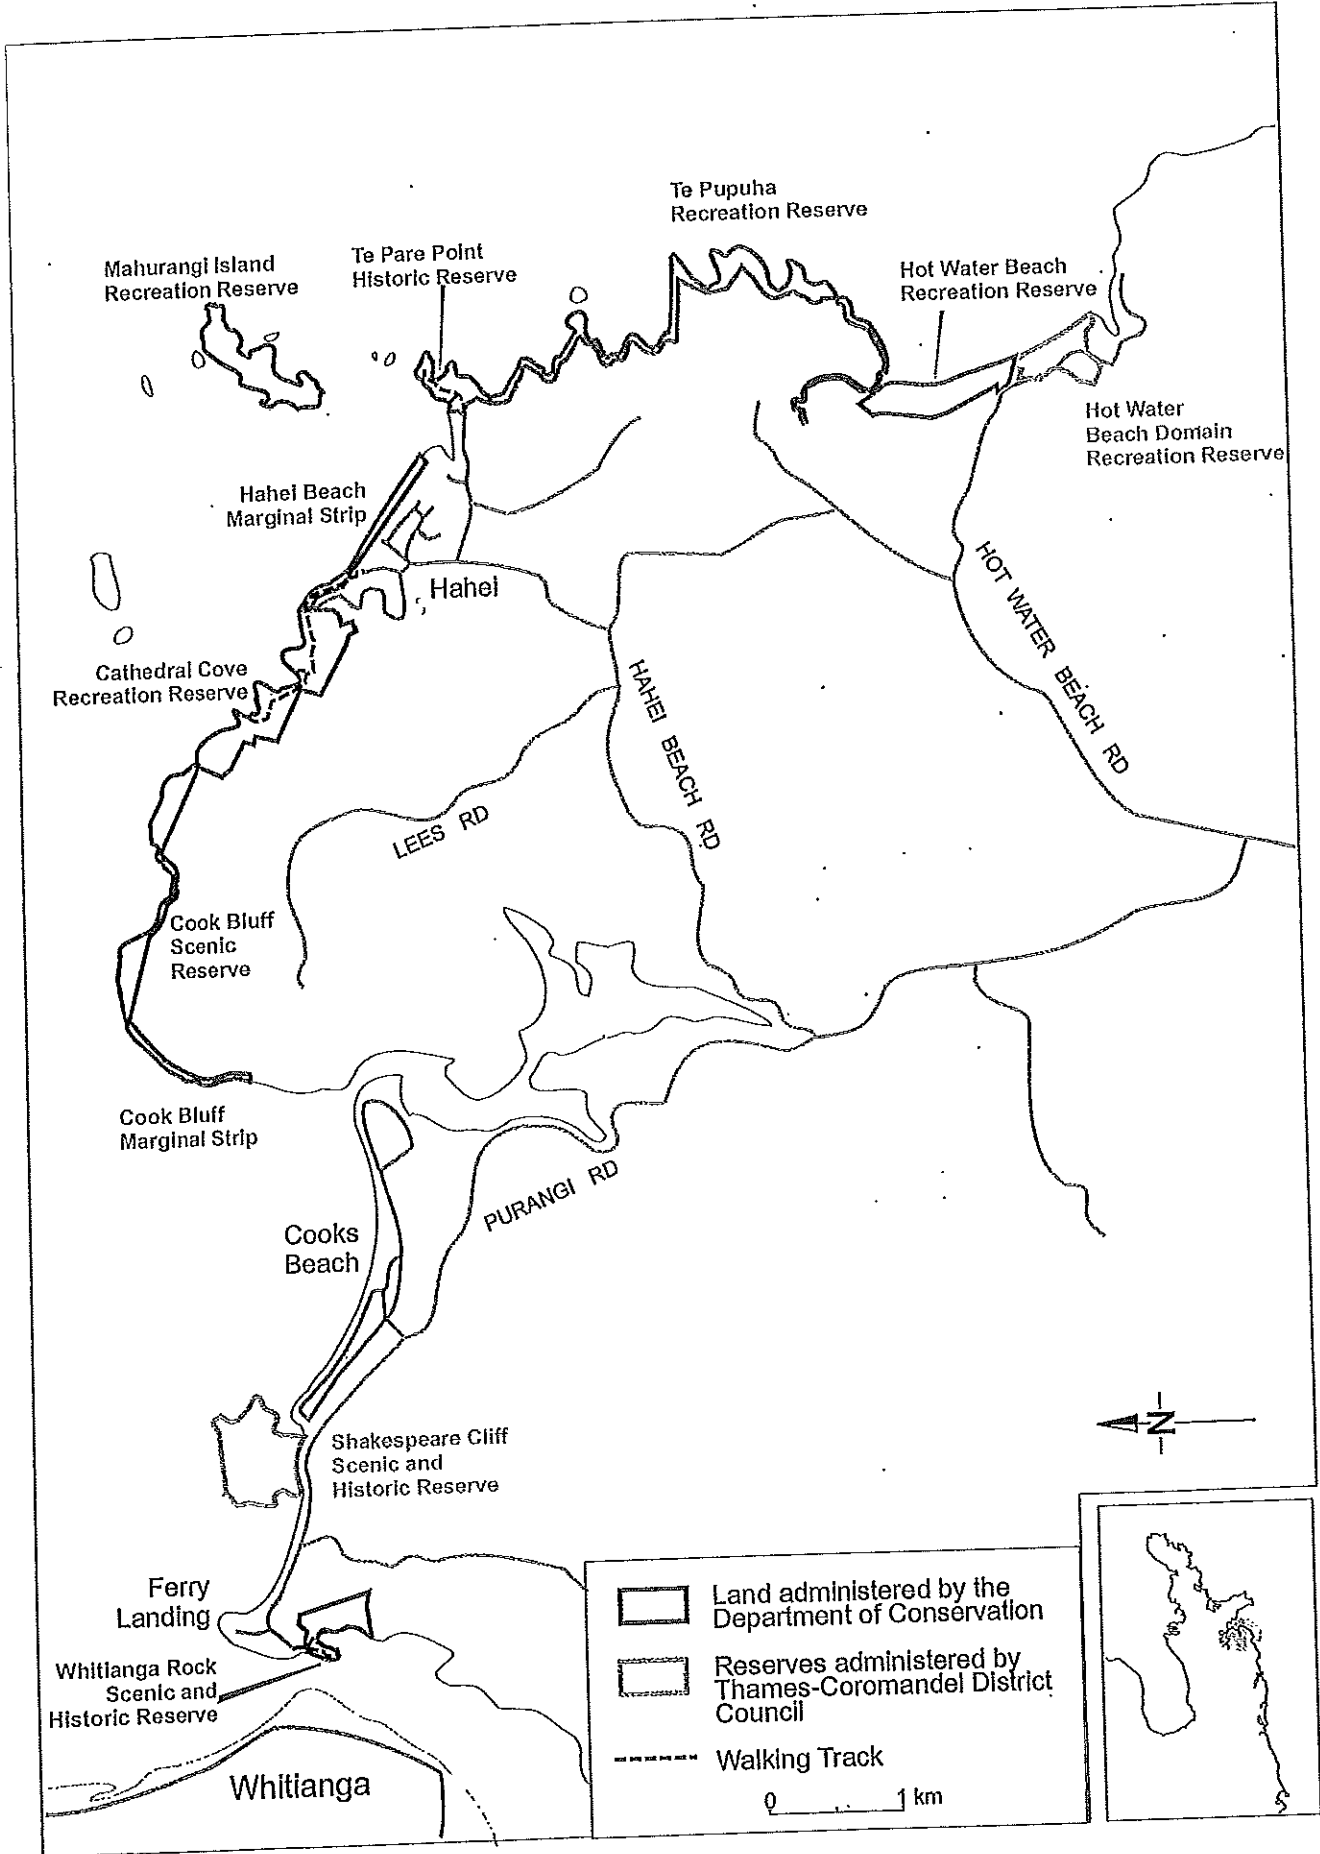 Te Pupuha
Recreation Reserve
Te Pare Point
Historic Reserve
Mahurangi Island
Recreation Reserve
Hot Water Beach
Recreation Reserve
Hot Water
Beach Domain
Recreation Reserve
Hahei Beach
Marginal Strip
Hahei
HOT WATER BEACH RD
Cathedral Cove
Recreation Reserve
HAHEI BEACH RD
LEES RD
Cook Bluff
Scenic
Reserve
Cook Bluff
Marginal Strip
PURANGI RD
Cooks
Beach
N
Shakespeare Cliff
Scenic and
Historic Reserve
Ferry
Landing
Whitianga Rock
Scenic and
Historic Reserve
Whitianga
Land administered by the
Department of Conservation
Reserves administered by
Thames-Coromandel District
Council
Walking Track
0 1 km